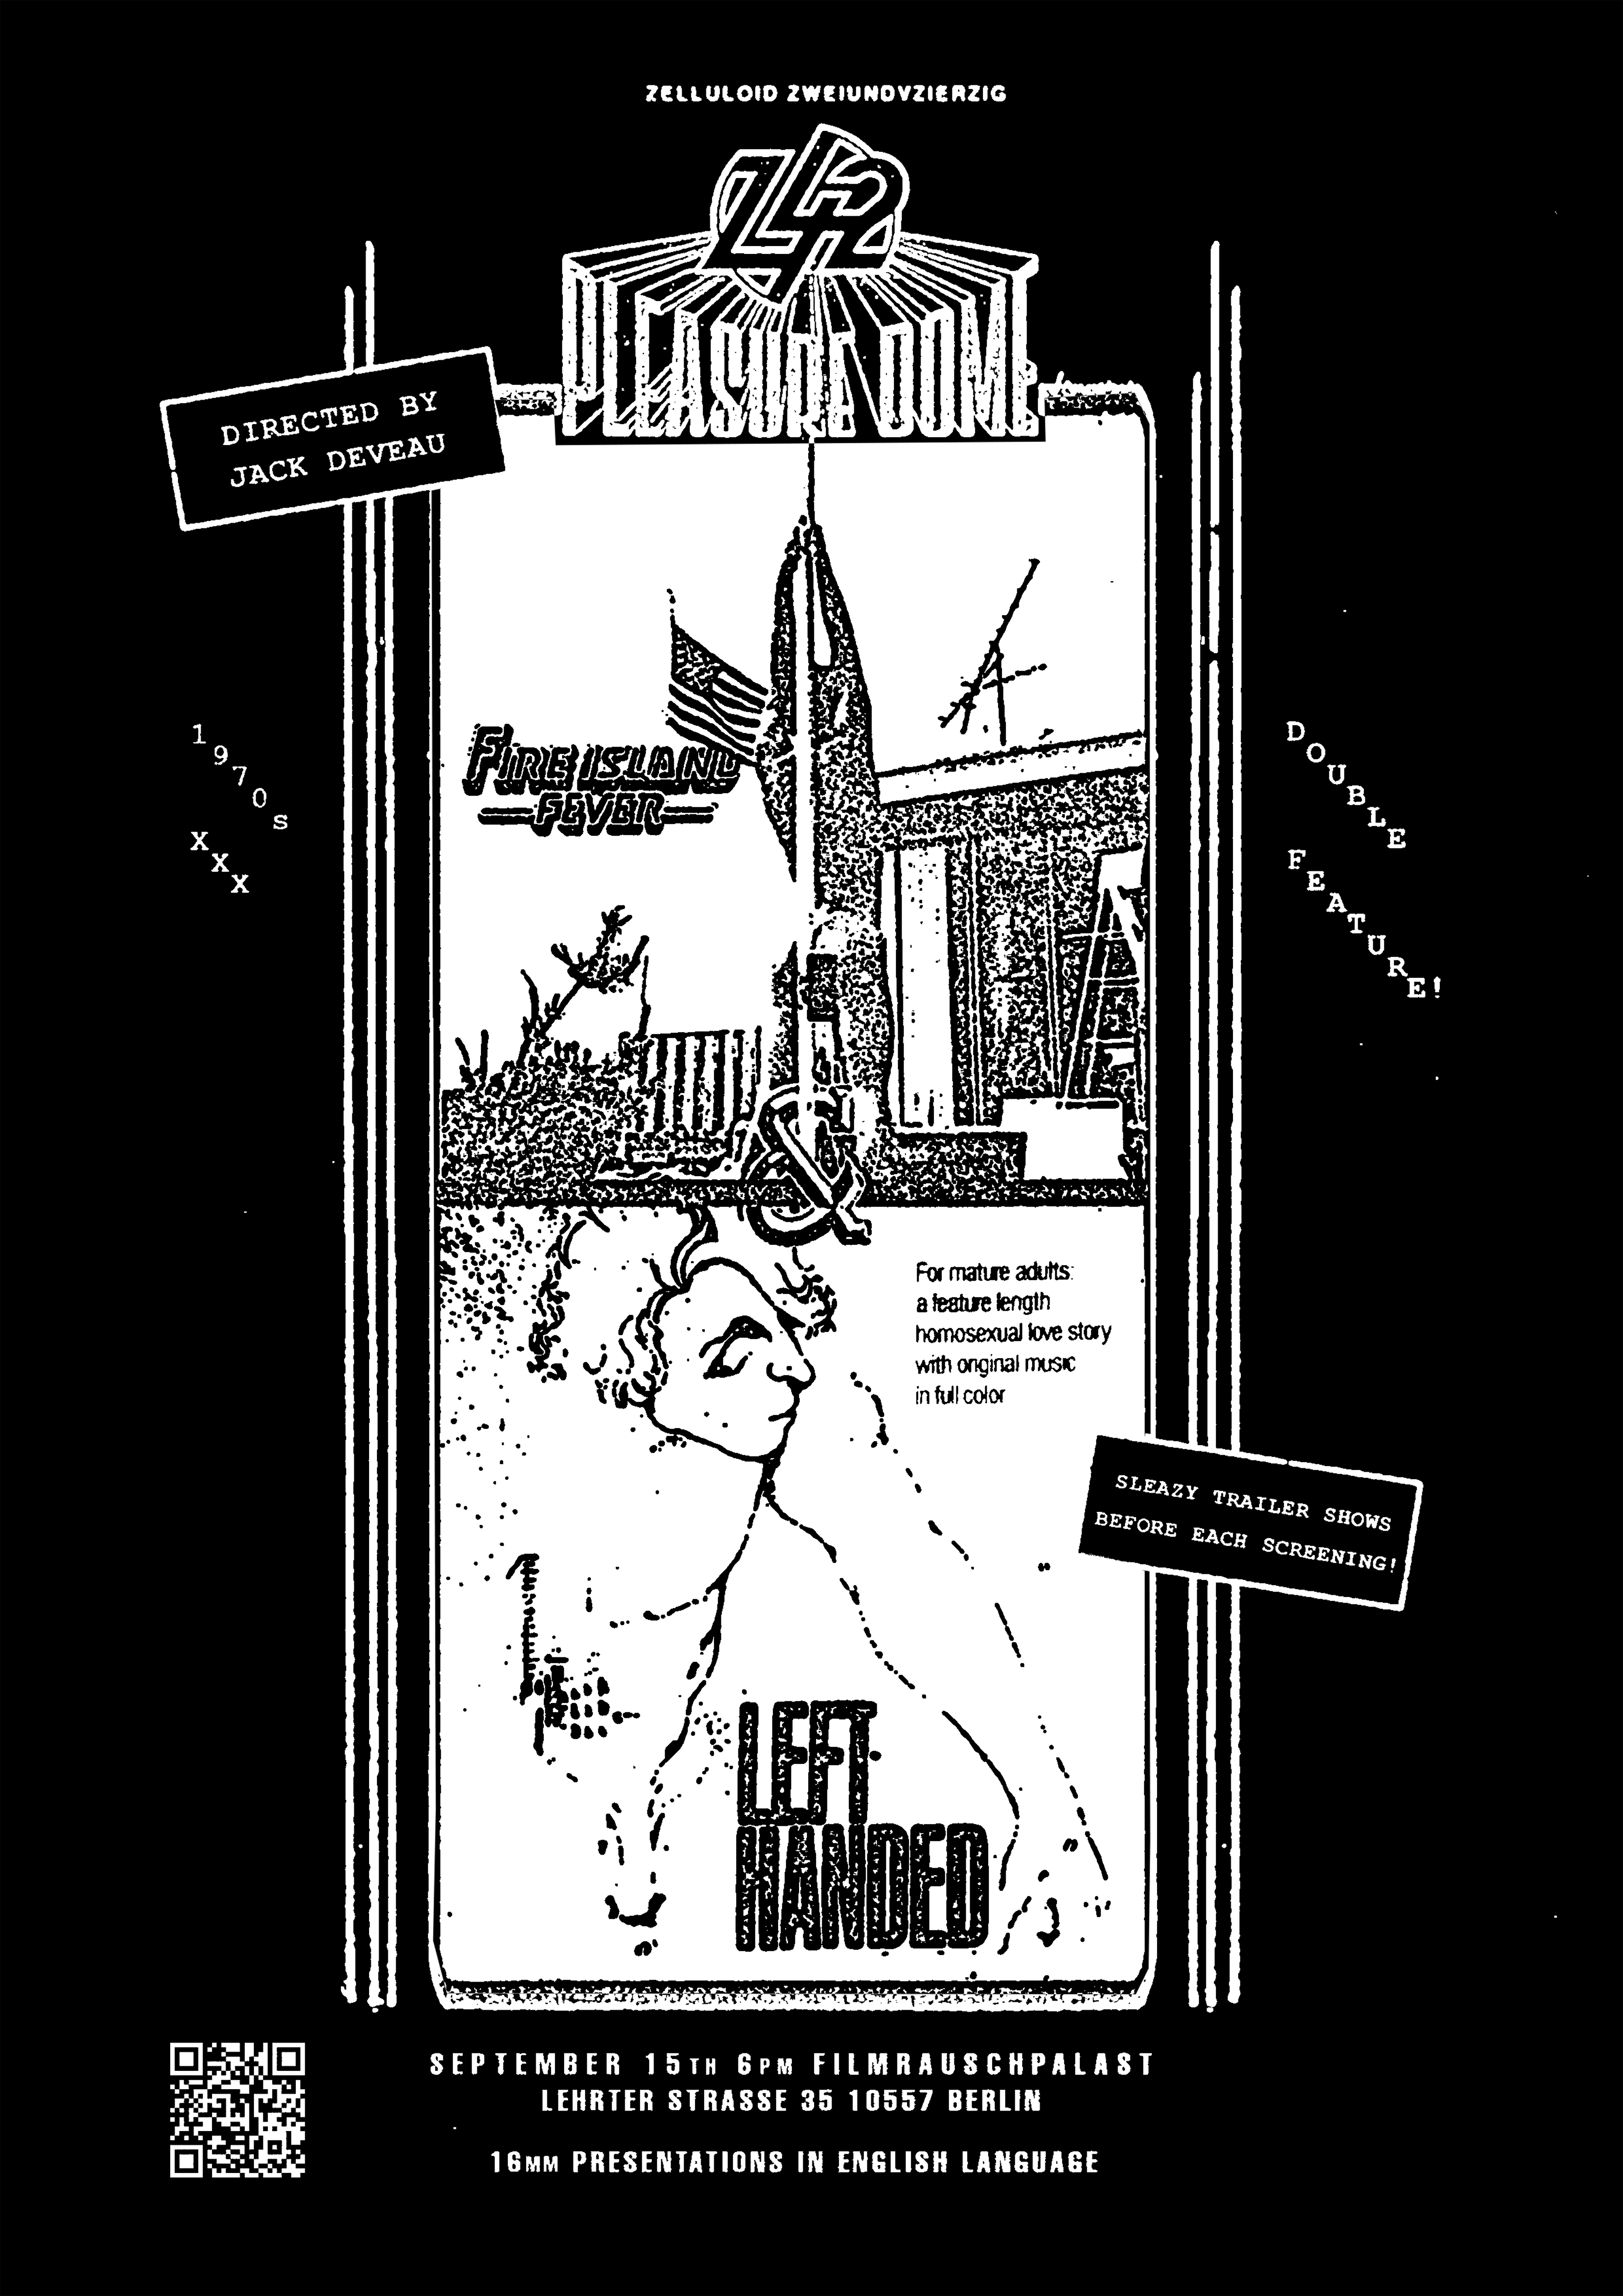 ZELLULOID ZWEIUNDVZIERZIG
Z42
PLEASURE DOME
DIRECTED BY
JACK DEVEAU
1970s
XXX
DOUBLE
FEATURE!
FIRE ISLAND
FEVER
&
For mature adults:
a feature length
homosexual love story
with original music
in full color
SLEAZY TRAILER SHOWS
BEFORE EACH SCREENING!
LEFT
HANDED
SEPTEMBER 15TH 6PM FILMRAUSCHPALAST
LEHRTER STRASSE 35 10557 BERLIN
16MM PRESENTATIONS IN ENGLISH LANGUAGE